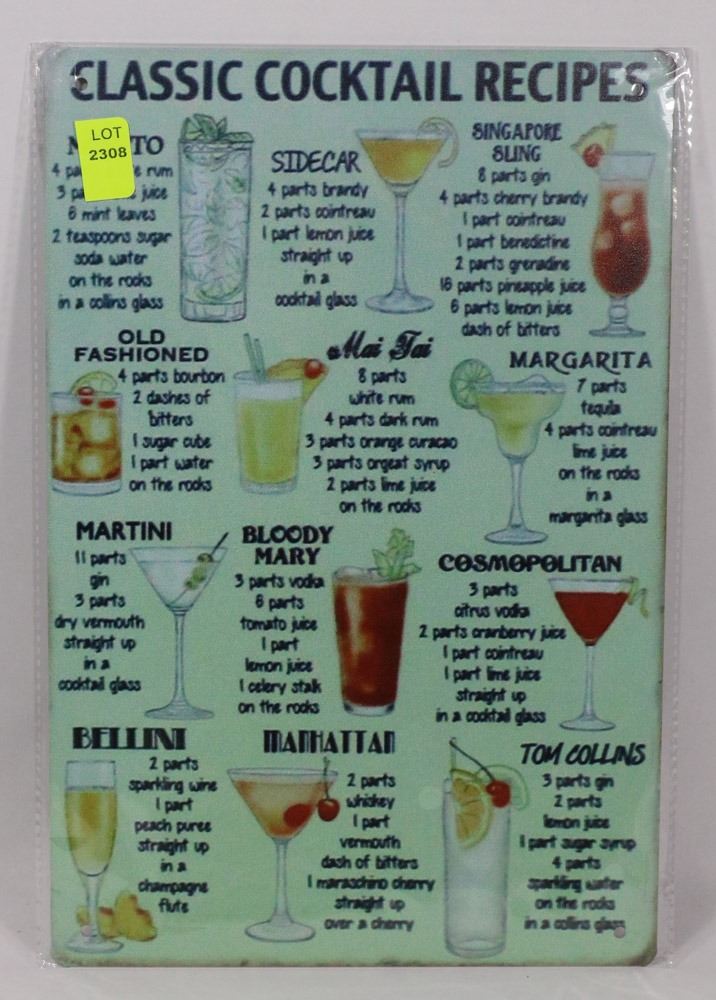 CLASSIC COCKTAIL RECIPES
LOT
2308
rum
juice
6 mint leaves
2 teaspoons sugar
soda water
on the rocks
in a collins glass
SIDECAR
4 parts brandy
2 parts cointreau
1 part lemon juice
straight up
in a
cocktail glass
SINGAPORE
SLING
8 parts gin
4 parts cherry brandy
1 part cointreau
1 part benedictine
2 parts grenadine
16 parts pineapple juice
6 parts lemon juice
dash of bitters
OLD
FASHIONED
4 parts bourbon
2 dashes of
bitters
1 sugar cube
1 part water
on the rocks
Mai Tai
8 parts
white rum
4 parts dark rum
3 parts orange curacao
3 parts orgeat syrup
2 parts lime juice
on the rocks
MARGARITA
7 parts
tequila
4 parts cointreau
lime juice
on the rocks
in a
margarita glass
MARTINI
11 parts
gin
3 parts
dry vermouth
straight up
in a
cocktail glass
BLOODY
MARY
3 parts vodka
6 parts
tomato juice
1 part
lemon juice
1 celery stalk
on the rocks
COSMOPOLITAN
3 parts
citrus vodka
2 parts cranberry juice
1 part cointreau
1 part lime juice
straight up
in a cocktail glass
BELLINI
2 parts
sparkling wine
1 part
peach puree
straight up
in a
champagne
flute
MANHATTAN
2 parts
whiskey
1 part
vermouth
dash of bitters
1 maraschino cherry
straight up
over a cherry
TOM COLLINS
3 parts gin
2 parts
lemon juice
1 part sugar syrup
4 parts
sparkling water
on the rocks
in a collins glass